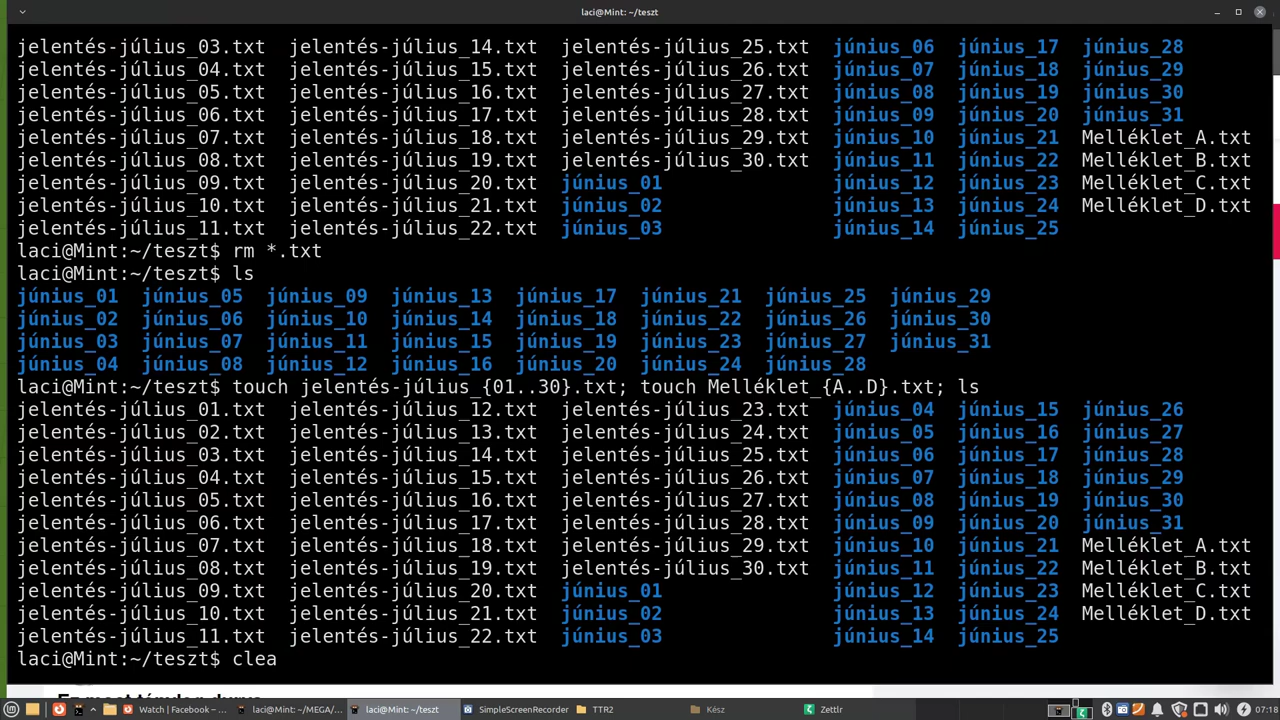 laci@Mint: ~/teszt
jelentés-július_03.txt jelentés-július_14.txt jelentés-július_25.txt június_06 június_17 június_28
jelentés-július_04.txt jelentés-július_15.txt jelentés-július_26.txt június_07 június_18 június_29
jelentés-július_05.txt jelentés-július_16.txt jelentés-július_27.txt június_08 június_19 június_30
jelentés-július_06.txt jelentés-július_17.txt jelentés-július_28.txt június_09 június_20 június_31
jelentés-július_07.txt jelentés-július_18.txt jelentés-július_29.txt június_10 június_21 Melléklet_A.txt
jelentés-július_08.txt jelentés-július_19.txt jelentés-július_30.txt június_11 június_22 Melléklet_B.txt
jelentés-július_09.txt jelentés-július_20.txt június_01 június_12 június_23 Melléklet_C.txt
jelentés-július_10.txt jelentés-július_21.txt június_02 június_13 június_24 Melléklet_D.txt
jelentés-július_11.txt jelentés-július_22.txt június_03 június_14 június_25
laci@Mint:~/teszt$ rm *.txt
laci@Mint:~/teszt$ ls
június_01 június_05 június_09 június_13 június_17 június_21 június_25 június_29
június_02 június_06 június_10 június_14 június_18 június_22 június_26 június_30
június_03 június_07 június_11 június_15 június_19 június_23 június_27 június_31
június_04 június_08 június_12 június_16 június_20 június_24 június_28
laci@Mint:~/teszt$ touch jelentés-július_{01..30}.txt; touch Melléklet_{A..D}.txt; ls
jelentés-július_01.txt jelentés-július_12.txt jelentés-július_23.txt június_04 június_15 június_26
jelentés-július_02.txt jelentés-július_13.txt jelentés-július_24.txt június_05 június_16 június_27
jelentés-július_03.txt jelentés-július_14.txt jelentés-július_25.txt június_06 június_17 június_28
jelentés-július_04.txt jelentés-július_15.txt jelentés-július_26.txt június_07 június_18 június_29
jelentés-július_05.txt jelentés-július_16.txt jelentés-július_27.txt június_08 június_19 június_30
jelentés-július_06.txt jelentés-július_17.txt jelentés-július_28.txt június_09 június_20 június_31
jelentés-július_07.txt jelentés-július_18.txt jelentés-július_29.txt június_10 június_21 Melléklet_A.txt
jelentés-július_08.txt jelentés-július_19.txt jelentés-július_30.txt június_11 június_22 Melléklet_B.txt
jelentés-július_09.txt jelentés-július_20.txt június_01 június_12 június_23 Melléklet_C.txt
jelentés-július_10.txt jelentés-július_21.txt június_02 június_13 június_24 Melléklet_D.txt
jelentés-július_11.txt jelentés-július_22.txt június_03 június_14 június_25
laci@Mint:~/teszt$ clea
Watch | Facebook – ... laci@Mint: ~/MEGA/... laci@Mint: ~/teszt SimpleScreenRecorder TTR2 Kész Zettlr 07:18